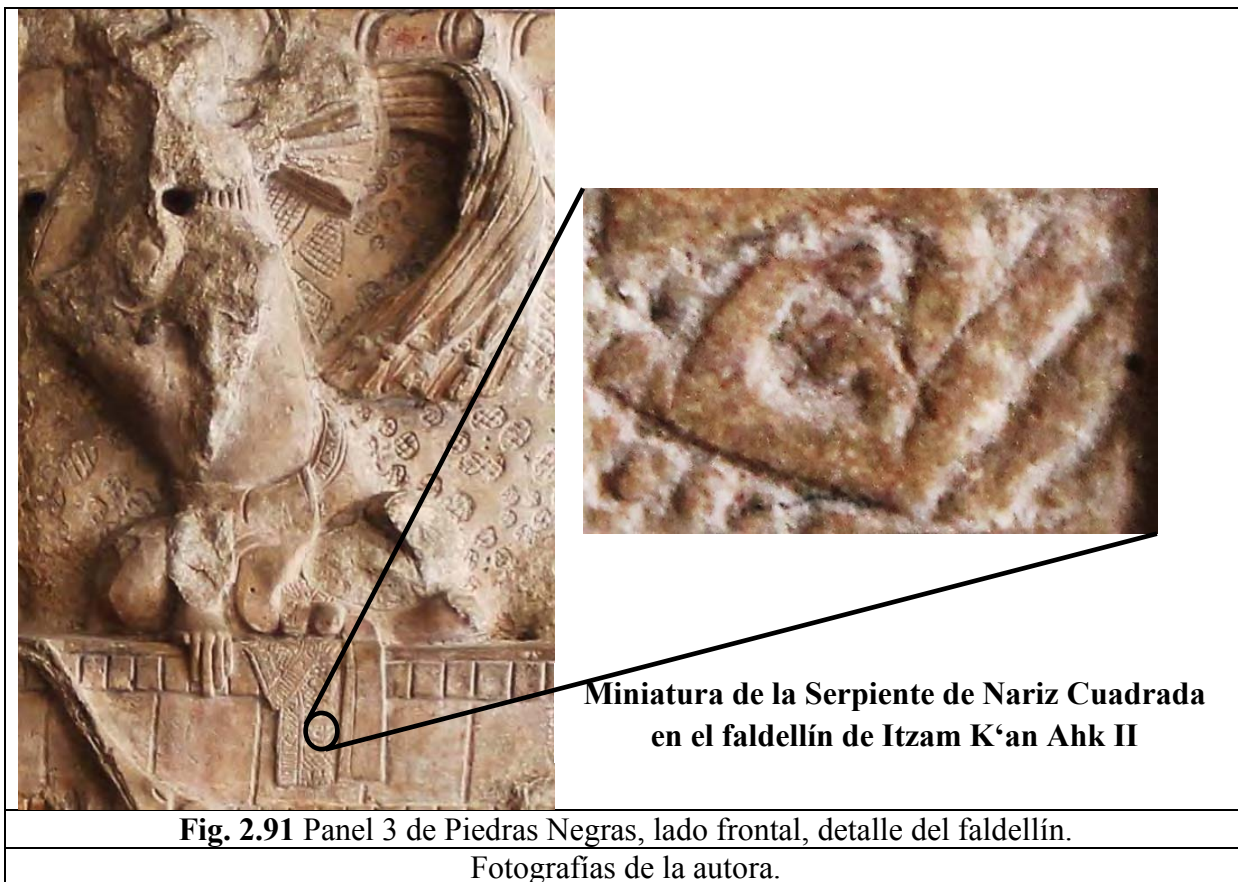 Miniatura de la Serpiente de Nariz Cuadrada
en el faldellín de Itzam K‘an Ahk II
Fig. 2.91 Panel 3 de Piedras Negras, lado frontal, detalle del faldellín.
Fotografías de la autora.